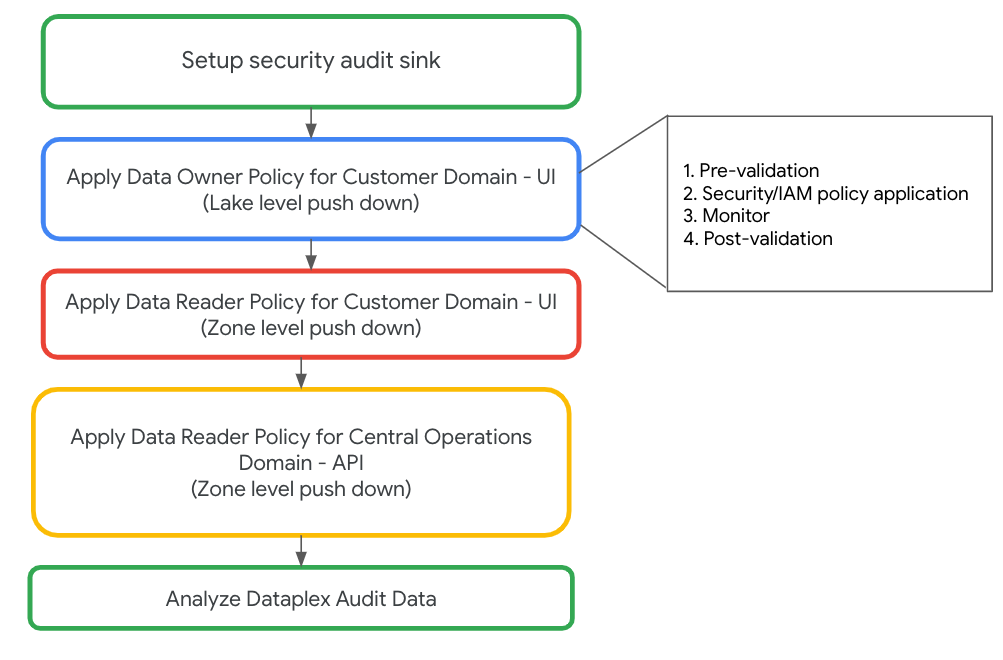 Setup security audit sink
Apply Data Owner Policy for Customer Domain - UI
(Lake level push down)
1. Pre-validation
2. Security/IAM policy application
3. Monitor
4. Post-validation
Apply Data Reader Policy for Customer Domain - UI
(Zone level push down)
Apply Data Reader Policy for Central Operations
Domain - API
(Zone level push down)
Analyze Dataplex Audit Data